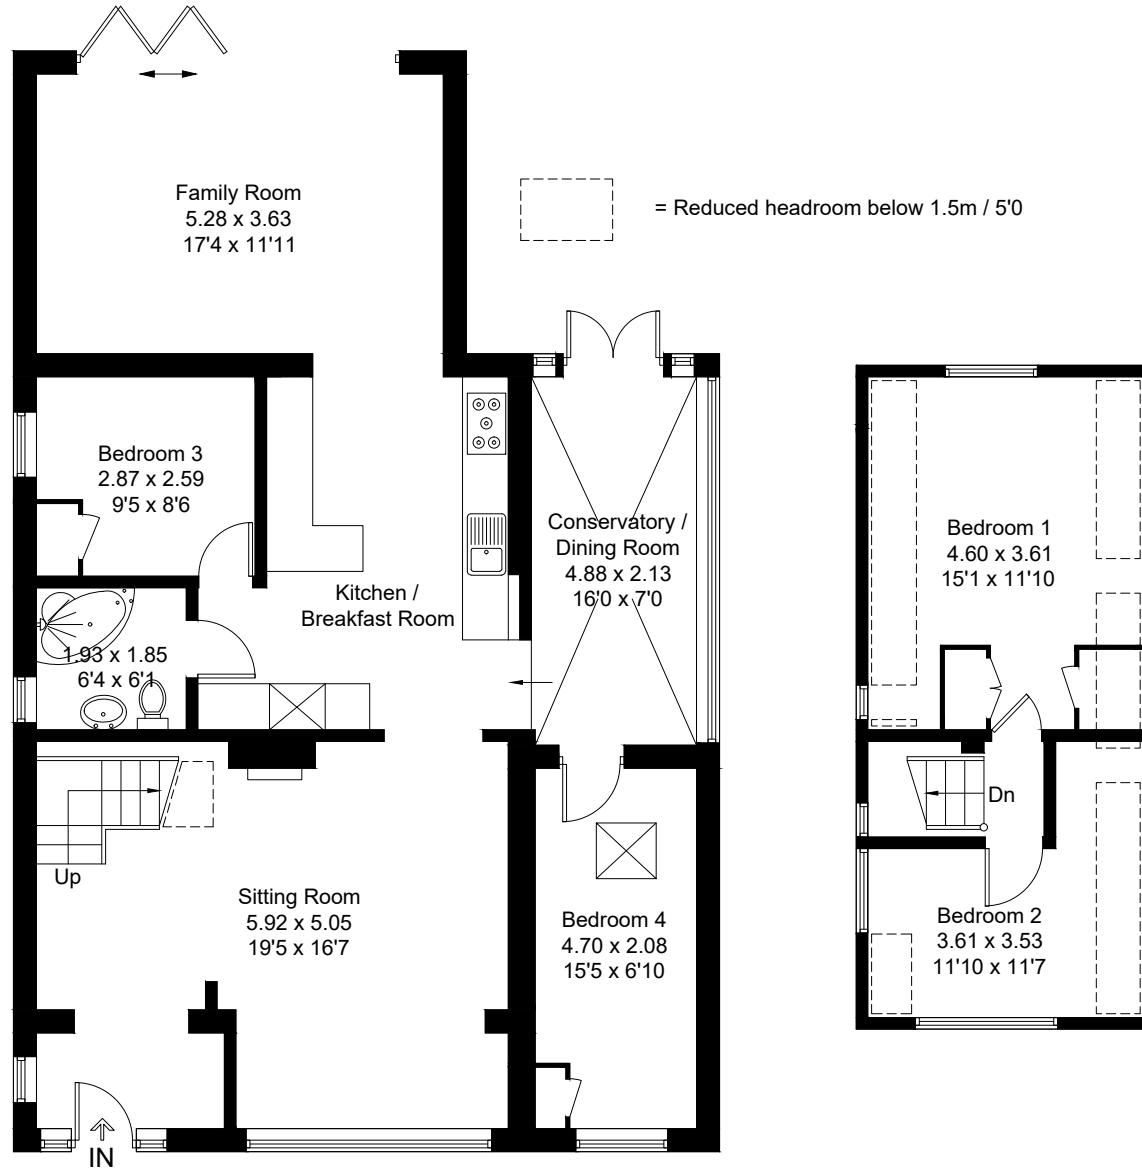 Family Room
5.28 x 3.63
17'4 x 11'11
= Reduced headroom below 1.5m / 5'0
Bedroom 3
2.87 x 2.59
9'5 x 8'6
Conservatory /
Dining Room
4.88 x 2.13
16'0 x 7'0
Kitchen /
Breakfast Room
1.93 x 1.85
6'4 x 6'1
Up
Sitting Room
5.92 x 5.05
19'5 x 16'7
Bedroom 4
4.70 x 2.08
15'5 x 6'10
IN
Bedroom 1
4.60 x 3.61
15'1 x 11'10
Dn
Bedroom 2
3.61 x 3.53
11'10 x 11'7